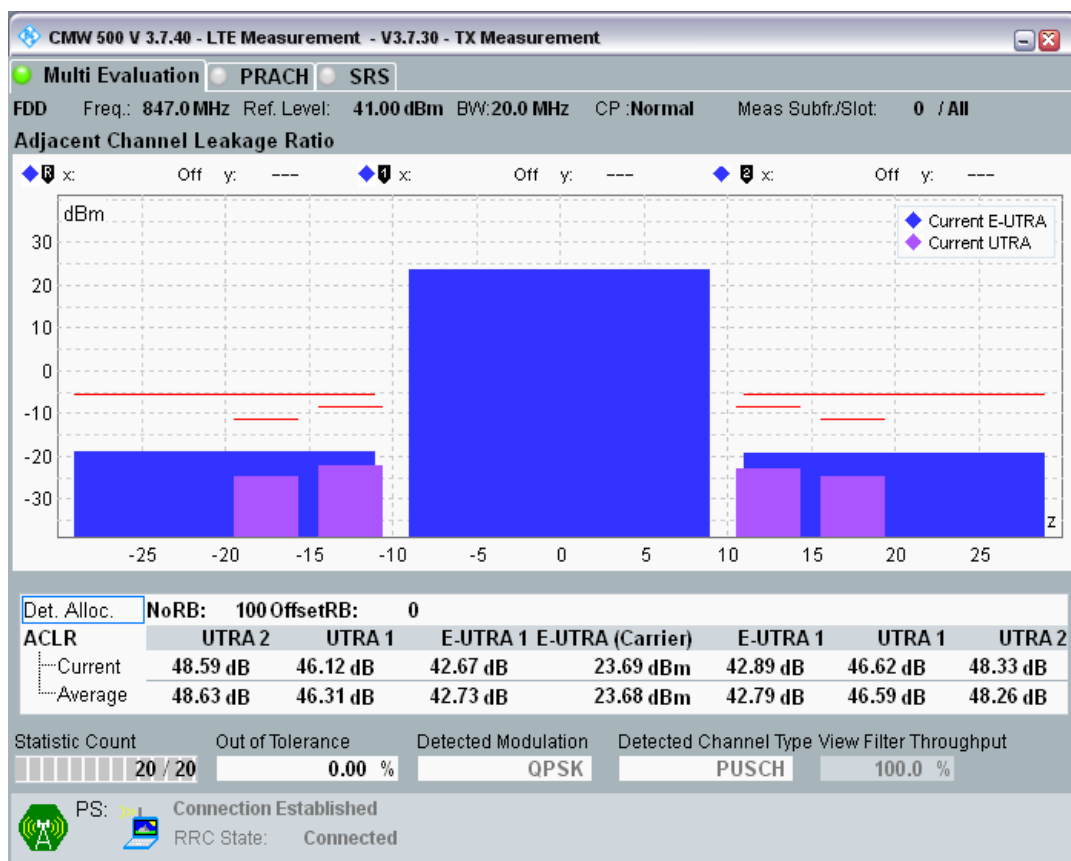 CMW 500 V 3.7.40 - LTE Measurement - V3.7.30 - TX Measurement
Multi Evaluation PRACH SRS
FDD Freq.: 847.0 MHz Ref. Level: 41.00 dBm BW:20.0 MHz CP :Normal Meas Subfr./Slot: 0 / All
Adjacent Channel Leakage Ratio
R x: Off y: --- 1 x: Off y: --- 2 x: Off y: ---
dBm
Current E-UTRA
Current UTRA
30
20
10
0
-10
-20
-30
z
-25 -20 -15 -10 -5 0 5 10 15 20 25
Det. Alloc. NoRB: 100 OffsetRB: 0
ACLR UTRA 2 UTRA 1 E-UTRA 1 E-UTRA (Carrier) E-UTRA 1 UTRA 1 UTRA 2
Current 48.59 dB 46.12 dB 42.67 dB 23.69 dBm 42.89 dB 46.62 dB 48.33 dB
Average 48.63 dB 46.31 dB 42.73 dB 23.68 dBm 42.79 dB 46.59 dB 48.26 dB
Statistic Count Out of Tolerance Detected Modulation Detected Channel Type View Filter Throughput
20 / 20 0.00 % QPSK PUSCH 100.0 %
PS: Connection Established
RRC State: Connected